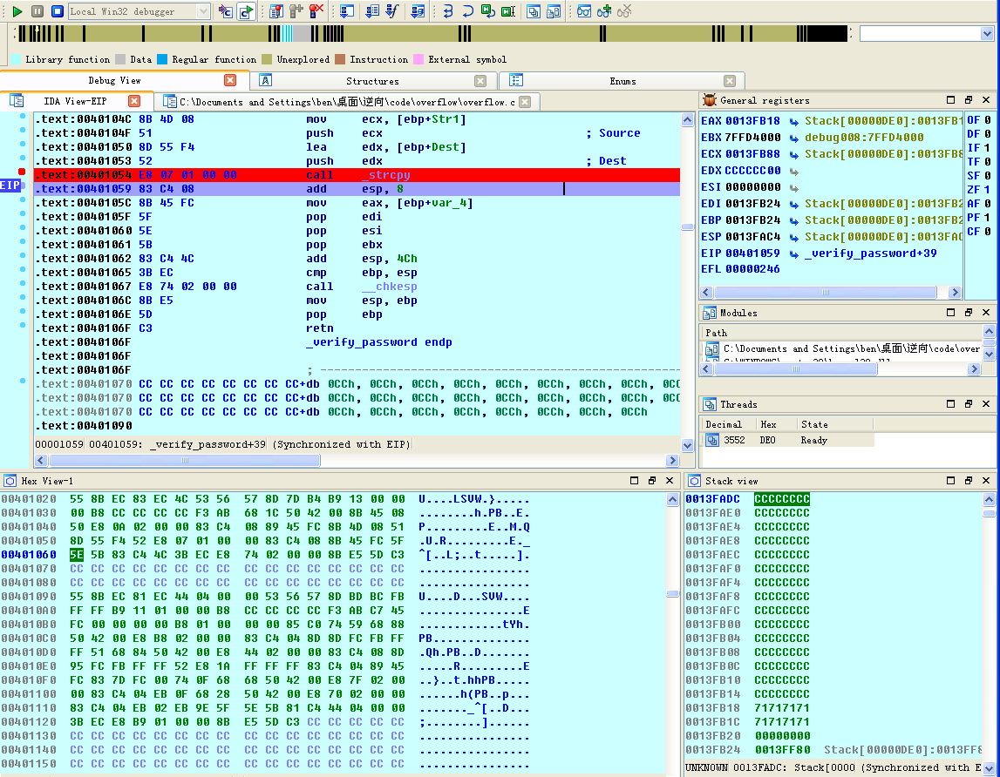 Local Win32 debugger
Library function Data Regular function Unexplored Instruction External symbol
Debug View Structures Enums
IDA View-EIP C:\Documents and Settings\ben\桌面\逆向\code\overflow\overflow.c
.text:0040104C 8B 4D 08 mov ecx, [ebp+Str1]
.text:0040104F 51 push ecx ; Source
.text:00401050 8D 55 F4 lea edx, [ebp+Dest]
.text:00401053 52 push edx ; Dest
.text:00401054 E8 07 01 00 00 call _strcpy
EIP
.text:00401059 83 C4 08 add esp, 8
.text:0040105C 8B 45 FC mov eax, [ebp+var_4]
.text:0040105F 5F pop edi
.text:00401060 5E pop esi
.text:00401061 5B pop ebx
.text:00401062 83 C4 4C add esp, 4Ch
.text:00401065 3B EC cmp ebp, esp
.text:00401067 E8 74 02 00 00 call __chkesp
.text:0040106C 8B E5 mov esp, ebp
.text:0040106E 5D pop ebp
.text:0040106F C3 retn
.text:0040106F _verify_password endp
.text:0040106F
.text:0040106F ;
.text:00401070 CC CC CC CC CC CC CC CC+db 0CCh, 0CCh, 0CCh, 0CCh, 0CCh, 0CCh, 0CCh, 0CC
.text:00401070 CC CC CC CC CC CC CC CC+db 0CCh, 0CCh, 0CCh, 0CCh, 0CCh, 0CCh, 0CCh, 0CC
.text:00401070 CC CC CC CC CC CC CC CC+db 0CCh, 0CCh, 0CCh, 0CCh, 0CCh, 0CCh, 0CCh
.text:00401090
00001059 00401059: _verify_password+39 (Synchronized with EIP)
General registers
EAX 0013FB18 Stack[00000DE0]:0013FB1
EBX 7FFD4000 debug008:7FFD4000
ECX 0013FB88 Stack[00000DE0]:0013FB8
EDX CCCCCC00
ESI 00000000
EDI 0013FB24 Stack[00000DE0]:0013FB2
EBP 0013FB24 Stack[00000DE0]:0013FB2
ESP 0013FAC4 Stack[00000DE0]:0013FAC
EIP 00401059 _verify_password+39
EFL 00000246
OF 0
DF 0
IF 1
TF 0
SF 0
ZF 1
AF 0
PF 1
CF 0
Modules
Path
C:\Documents and Settings\ben\桌面\逆向\code\over
Threads
Decimal Hex State
3552 DE0 Ready
Hex View-1
00401020 55 8B EC 83 EC 4C 53 56 57 8D 7D B4 B9 13 00 00 U....LSVW.}.....
00401030 00 B8 CC CC CC CC F3 AB 68 1C 50 42 00 8B 45 08 ........h.PB..E.
00401040 50 E8 0A 02 00 00 83 C4 08 89 45 FC 8B 4D 08 51 P.........E..M.Q
00401050 8D 55 F4 52 E8 07 01 00 00 83 C4 08 8B 45 FC 5F .U.R.........E._
00401060 5E 5B 83 C4 4C 3B EC E8 74 02 00 00 8B E5 5D C3 ^[..L;..t.....].
00401070 CC CC CC CC CC CC CC CC CC CC CC CC CC CC CC CC ................
00401080 CC CC CC CC CC CC CC CC CC CC CC CC CC CC CC CC ................
00401090 55 8B EC 81 EC 44 04 00 00 53 56 57 8D BD BC FB U....D...SVW....
004010A0 FF FF B9 11 01 00 00 B8 CC CC CC CC F3 AB C7 45 ...............E
004010B0 FC 00 00 00 00 B8 01 00 00 00 85 C0 74 59 68 88 ............tYh.
004010C0 50 42 00 E8 B8 02 00 00 83 C4 04 8D 8D FC FB FF PB..............
004010D0 FF 51 68 84 50 42 00 E8 44 02 00 00 83 C4 08 8D .Qh.PB..D.......
004010E0 95 FC FB FF FF 52 E8 1A FF FF FF 83 C4 04 89 45 .....R.........E
004010F0 FC 83 7D FC 00 74 0F 68 68 50 42 00 E8 7F 02 00 ..}..t.hhPB.....
00401100 00 83 C4 04 EB 0F 68 28 50 42 00 E8 70 02 00 00 ......h(PB..p...
00401110 83 C4 04 EB 02 EB 9E 5F 5E 5B 81 C4 44 04 00 00 ......._^[..D...
00401120 3B EC E8 B9 01 00 00 8B E5 5D C3 CC CC CC CC CC ;........]......
00401130 CC CC CC CC CC CC CC CC CC CC CC CC CC CC CC CC ................
00401140 CC CC CC CC CC CC CC CC CC CC CC CC CC CC CC CC ................
00401150 CC CC CC CC CC CC CC CC CC CC CC CC CC CC CC CC ................
Stack view
0013FADC CCCCCCCC
0013FAE0 CCCCCCCC
0013FAE4 CCCCCCCC
0013FAE8 CCCCCCCC
0013FAEC CCCCCCCC
0013FAF0 CCCCCCCC
0013FAF4 CCCCCCCC
0013FAF8 CCCCCCCC
0013FAFC CCCCCCCC
0013FB00 CCCCCCCC
0013FB04 CCCCCCCC
0013FB08 CCCCCCCC
0013FB0C CCCCCCCC
0013FB10 CCCCCCCC
0013FB14 CCCCCCCC
0013FB18 71717171
0013FB1C 71717171
0013FB20 00000000
0013FB24 0013FF80 Stack[00000DE0]:0013FF8
UNKNOWN 0013FADC: Stack[0000 (Synchronized with E